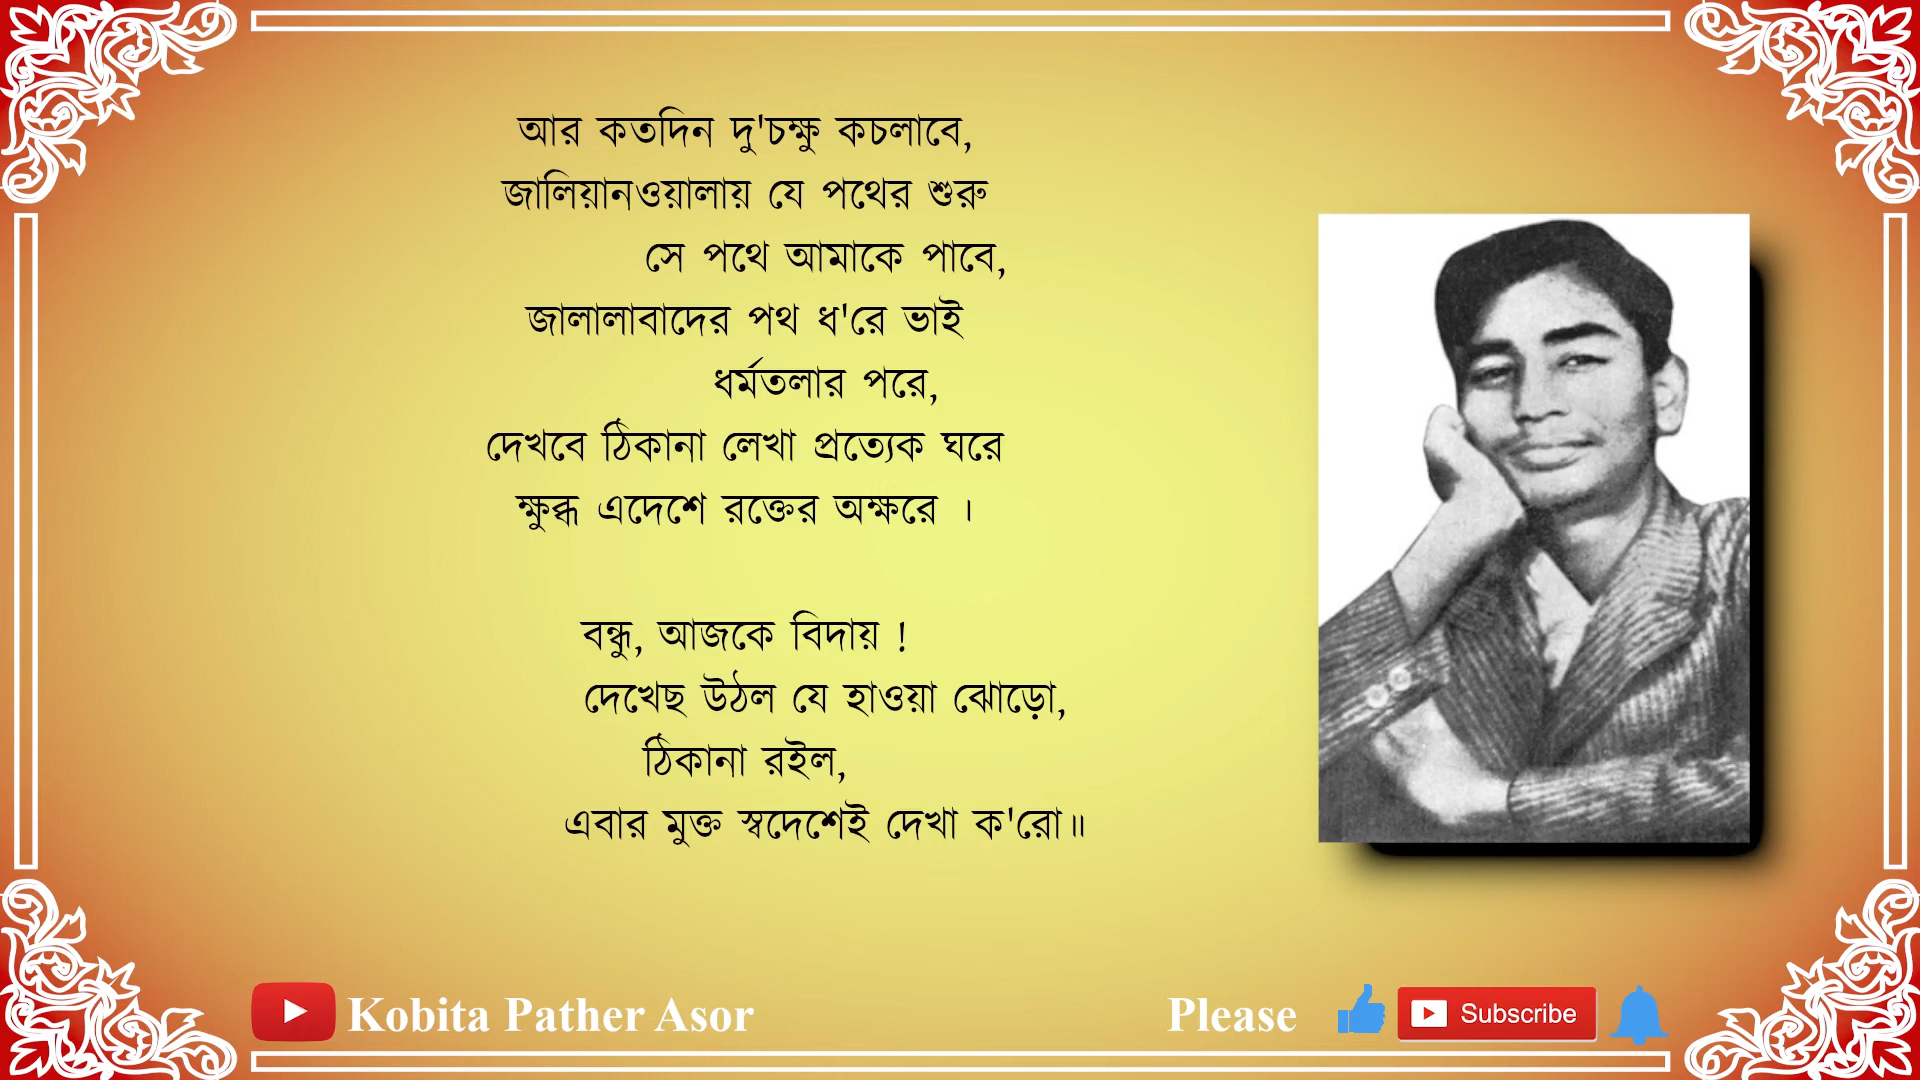 আর কতদিন দু'চক্ষু কচলাবে,
জালিয়ানওয়ালায় যে পথের শুরু
সে পথে আমাকে পাবে,
জালালাবাদের পথ ধ'রে ভাই
ধর্মতলার পরে,
দেখবে ঠিকানা লেখা প্রত্যেক ঘরে
ক্ষুব্ধ এদেশে রক্তের অক্ষরে ।
বন্ধু, আজকে বিদায় !
দেখেছ উঠল যে হাওয়া ঝোড়ো,
ঠিকানা রইল,
এবার মুক্ত স্বদেশেই দেখা ক'রো॥
Kobita Pather Asor
Please Subscribe